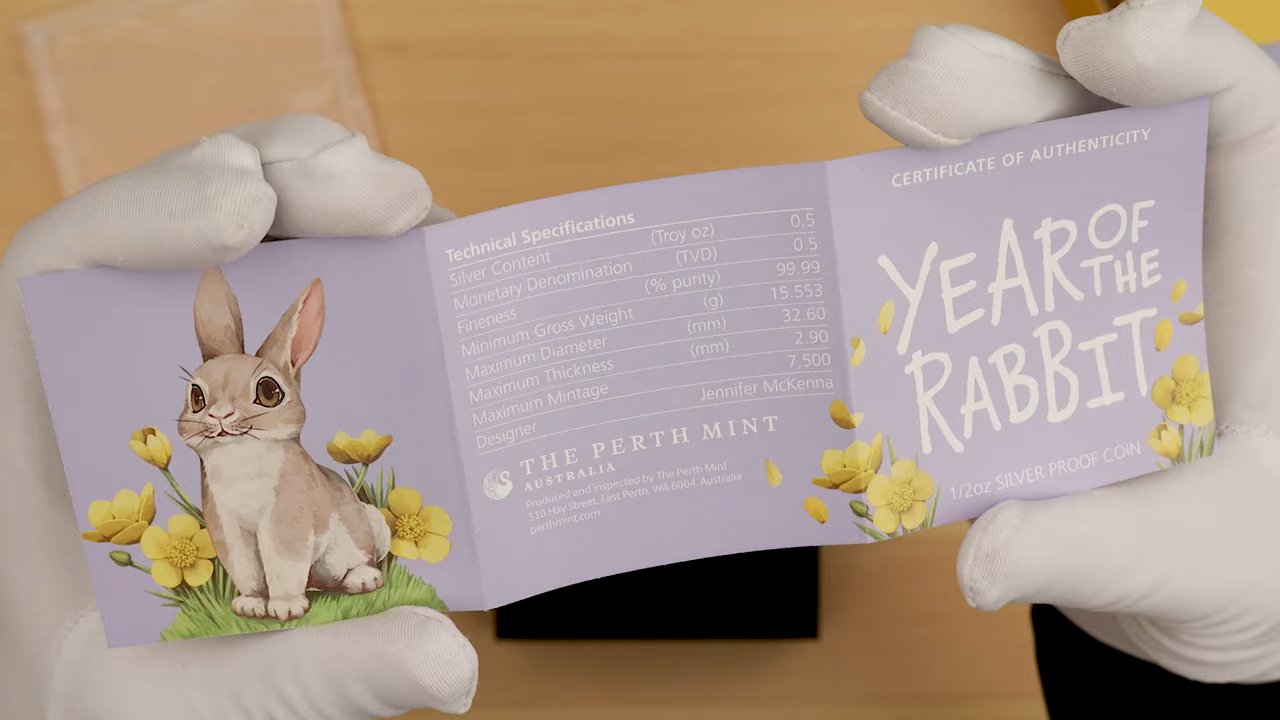 Technical Specifications
Silver Content (Troy oz) 0.5
Monetary Denomination (TVD) 0.5
Fineness (% purity) 99.99
Minimum Gross Weight (g) 15.553
Maximum Diameter (mm) 32.60
Maximum Thickness (mm) 2.90
Maximum Mintage 7,500
Designer Jennifer McKenna
THE PERTH MINT
AUSTRALIA
Produced and inspected by The Perth Mint
310 Hay Street, East Perth, WA 6004, Australia
perthmint.com
CERTIFICATE OF AUTHENTICITY
YEAR OF
THE
RABBIT
1/2oz SILVER PROOF COIN